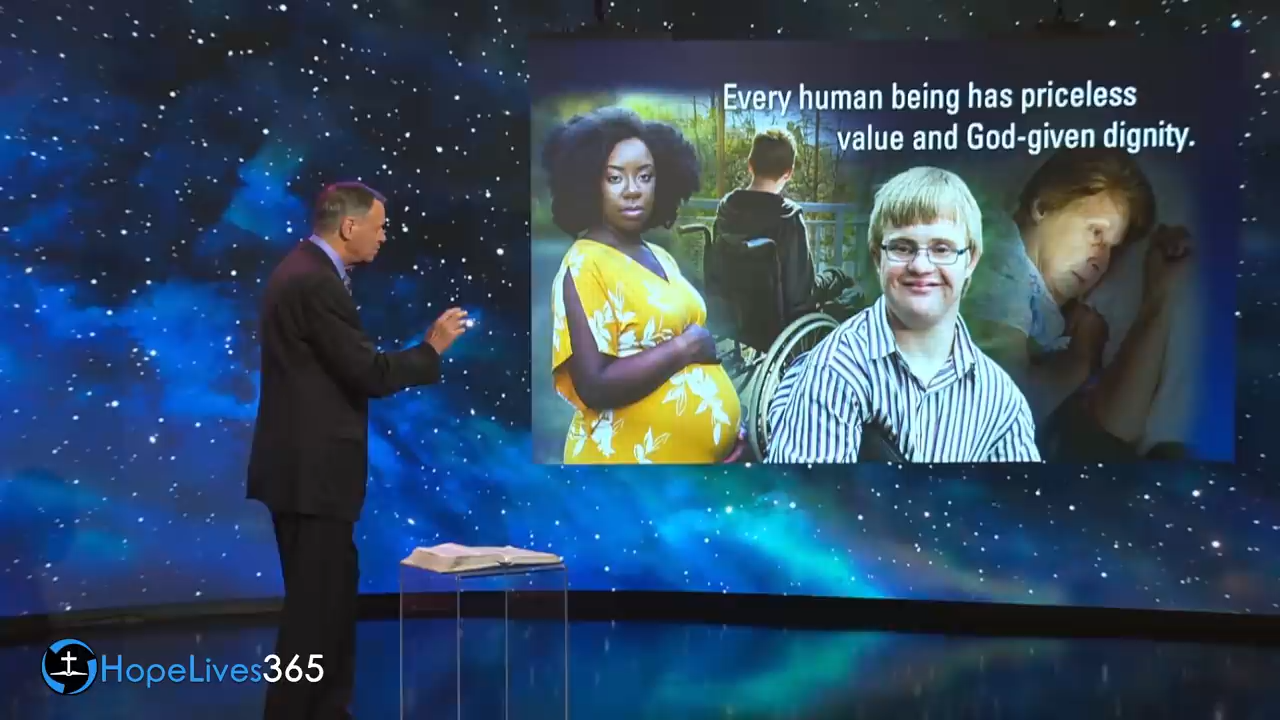 Every human being has priceless
value and God-given dignity.
HopeLives365